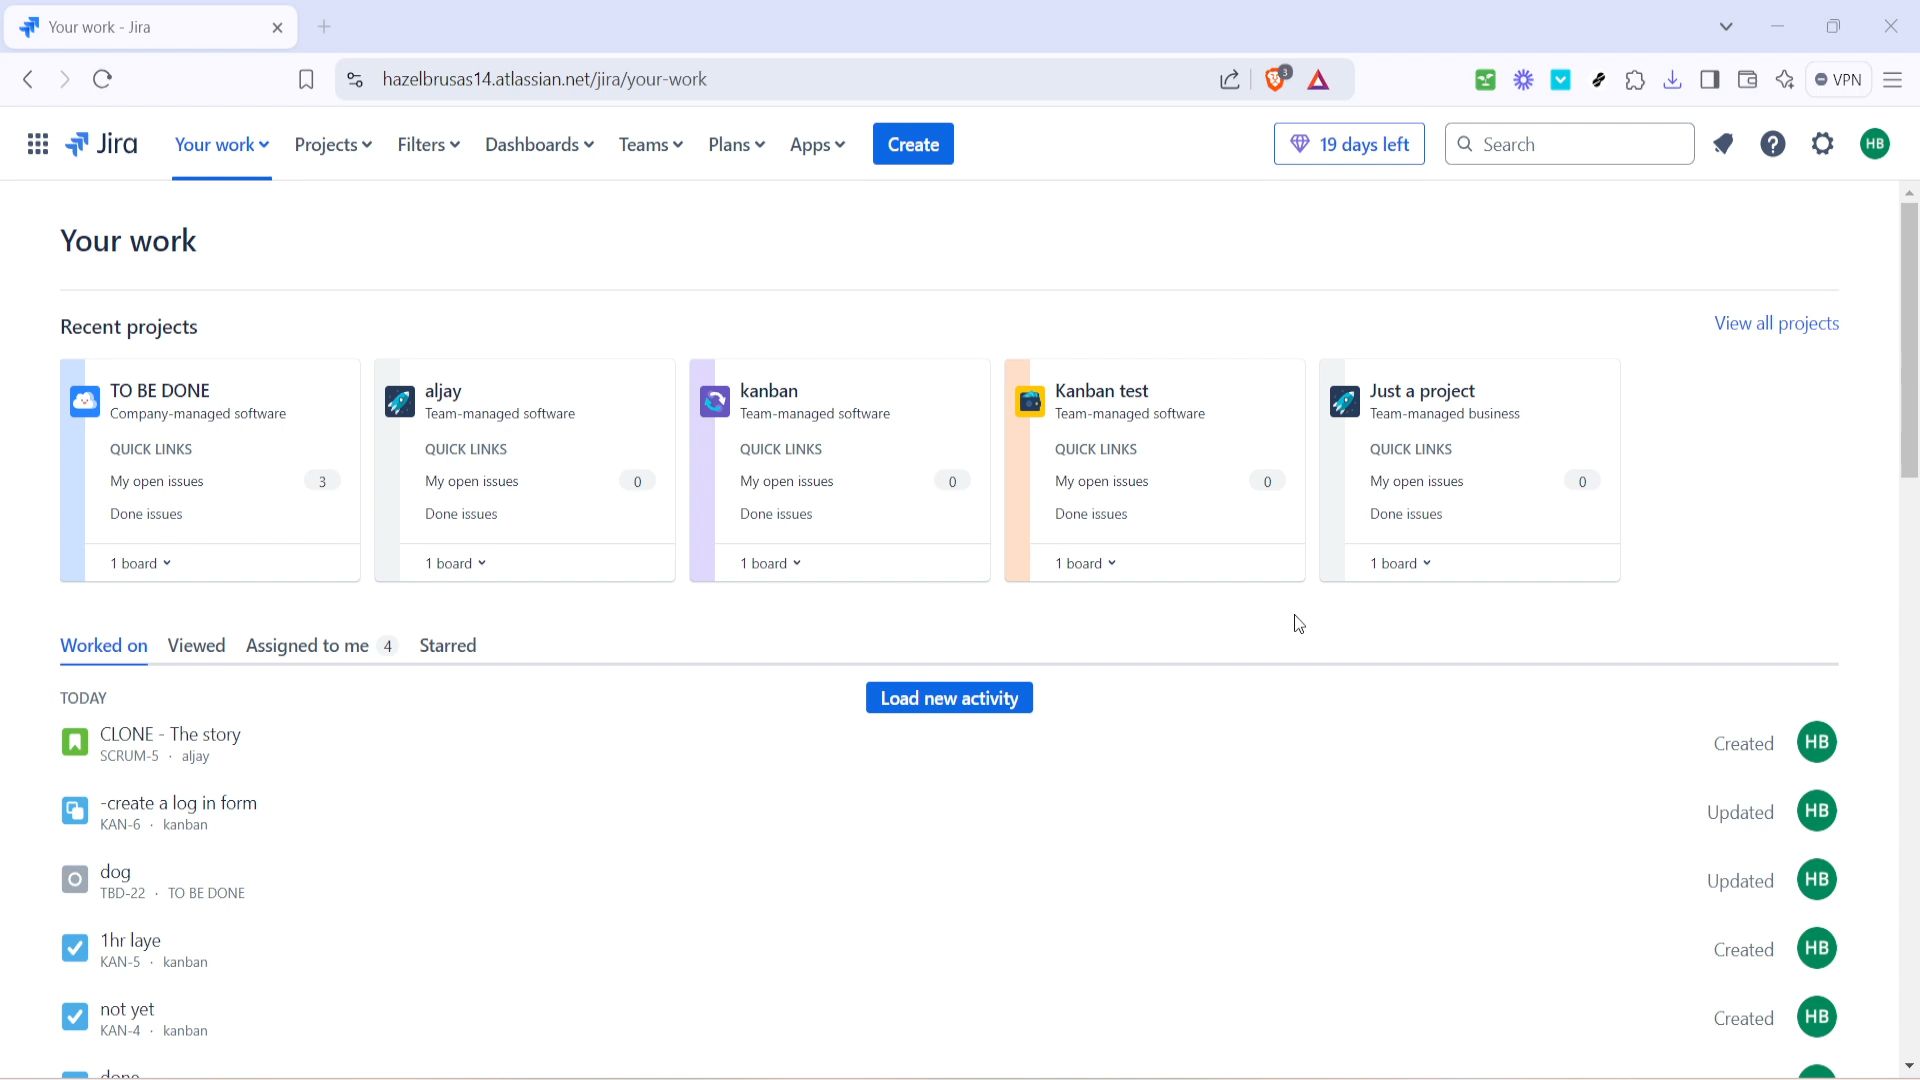 Your work - Jira
hazelbrusas14.atlassian.net/jira/your-work
3
VPN
Jira
Your work
Projects
Filters
Dashboards
Teams
Plans
Apps
Create
19 days left
Search
HB
Your work
Recent projects
View all projects
TO BE DONE
Company-managed software
QUICK LINKS
My open issues 3
Done issues
1 board
aljay
Team-managed software
QUICK LINKS
My open issues 0
Done issues
1 board
kanban
Team-managed software
QUICK LINKS
My open issues 0
Done issues
1 board
Kanban test
Team-managed software
QUICK LINKS
My open issues 0
Done issues
1 board
Just a project
Team-managed business
QUICK LINKS
My open issues 0
Done issues
1 board
Worked on
Viewed
Assigned to me 4
Starred
TODAY
Load new activity
CLONE - The story
SCRUM-5 · aljay
Created HB
-create a log in form
KAN-6 · kanban
Updated HB
dog
TBD-22 · TO BE DONE
Updated HB
1hr laye
KAN-5 · kanban
Created HB
not yet
KAN-4 · kanban
Created HB